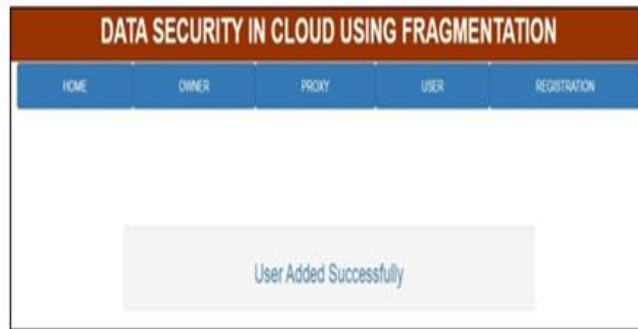 DATA SECURITY IN CLOUD USING FRAGMENTATION
HOME OWNER PROXY USER REGISTRATION
User Added Successfully